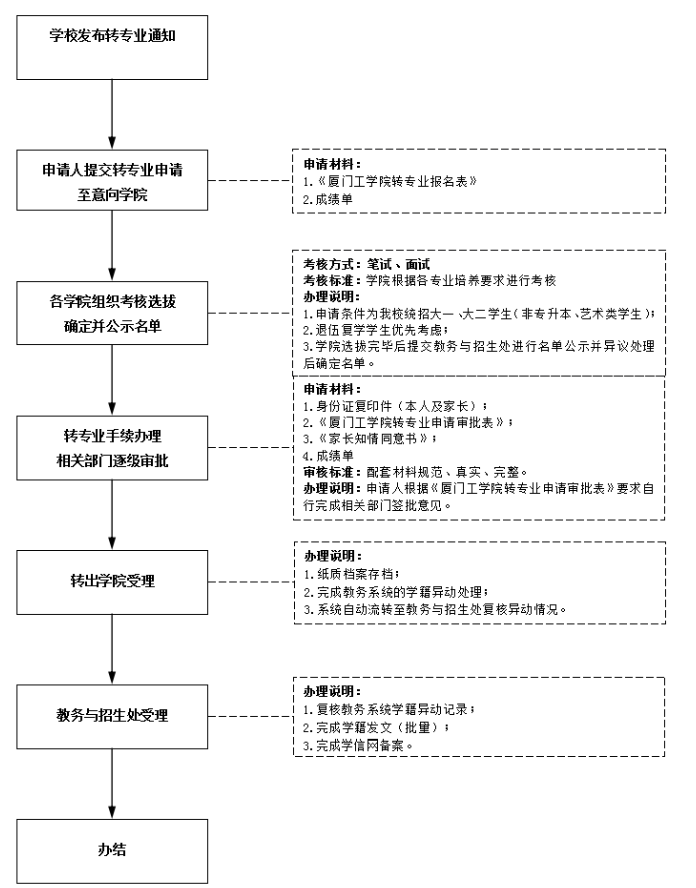 学校发布转专业通知
申请人提交转专业申请
至意向学院
申请材料：
1.《厦门工学院转专业报名表》
2.成绩单
各学院组织考核选拔
确定并公示名单
考核方式：笔试、面试
考核标准：学院根据各专业培养要求进行考核
办理说明：
1.申请条件为我校统招大一、大二学生（非专升本、艺术类学生）；
2.退伍复学学生优先考虑；
3.学院选拔完毕后提交教务与招生处进行名单公示并异议处理
后确定名单。
转专业手续办理
相关部门逐级审批
申请材料：
1.身份证复印件（本人及家长）；
2.《厦门工学院转专业申请审批表》；
3.《家长知情同意书》；
4.成绩单
审核标准：配套材料规范、真实、完整。
办理说明：申请人根据《厦门工学院转专业申请审批表》要求自
行完成相关部门签批意见。
转出学院受理
办理说明：
1.纸质档案存档；
2.完成教务系统的学籍异动处理；
3.系统自动流转至教务与招生处复核异动情况。
教务与招生处受理
办理说明：
1.复核教务系统学籍异动记录；
2.完成学籍发文（批量）；
3.完成学信网备案。
办结